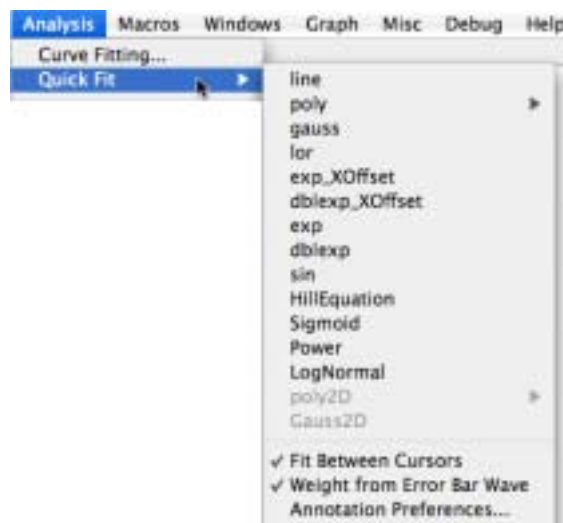 Analysis Macros Windows Graph Misc Debug Help
Curve Fitting...
Quick Fit
line
poly
gauss
lor
exp_XOffset
dblexp_XOffset
exp
dblexp
sin
HillEquation
Sigmoid
Power
LogNormal
poly2D
Gauss2D
Fit Between Cursors
Weight from Error Bar Wave
Annotation Preferences...